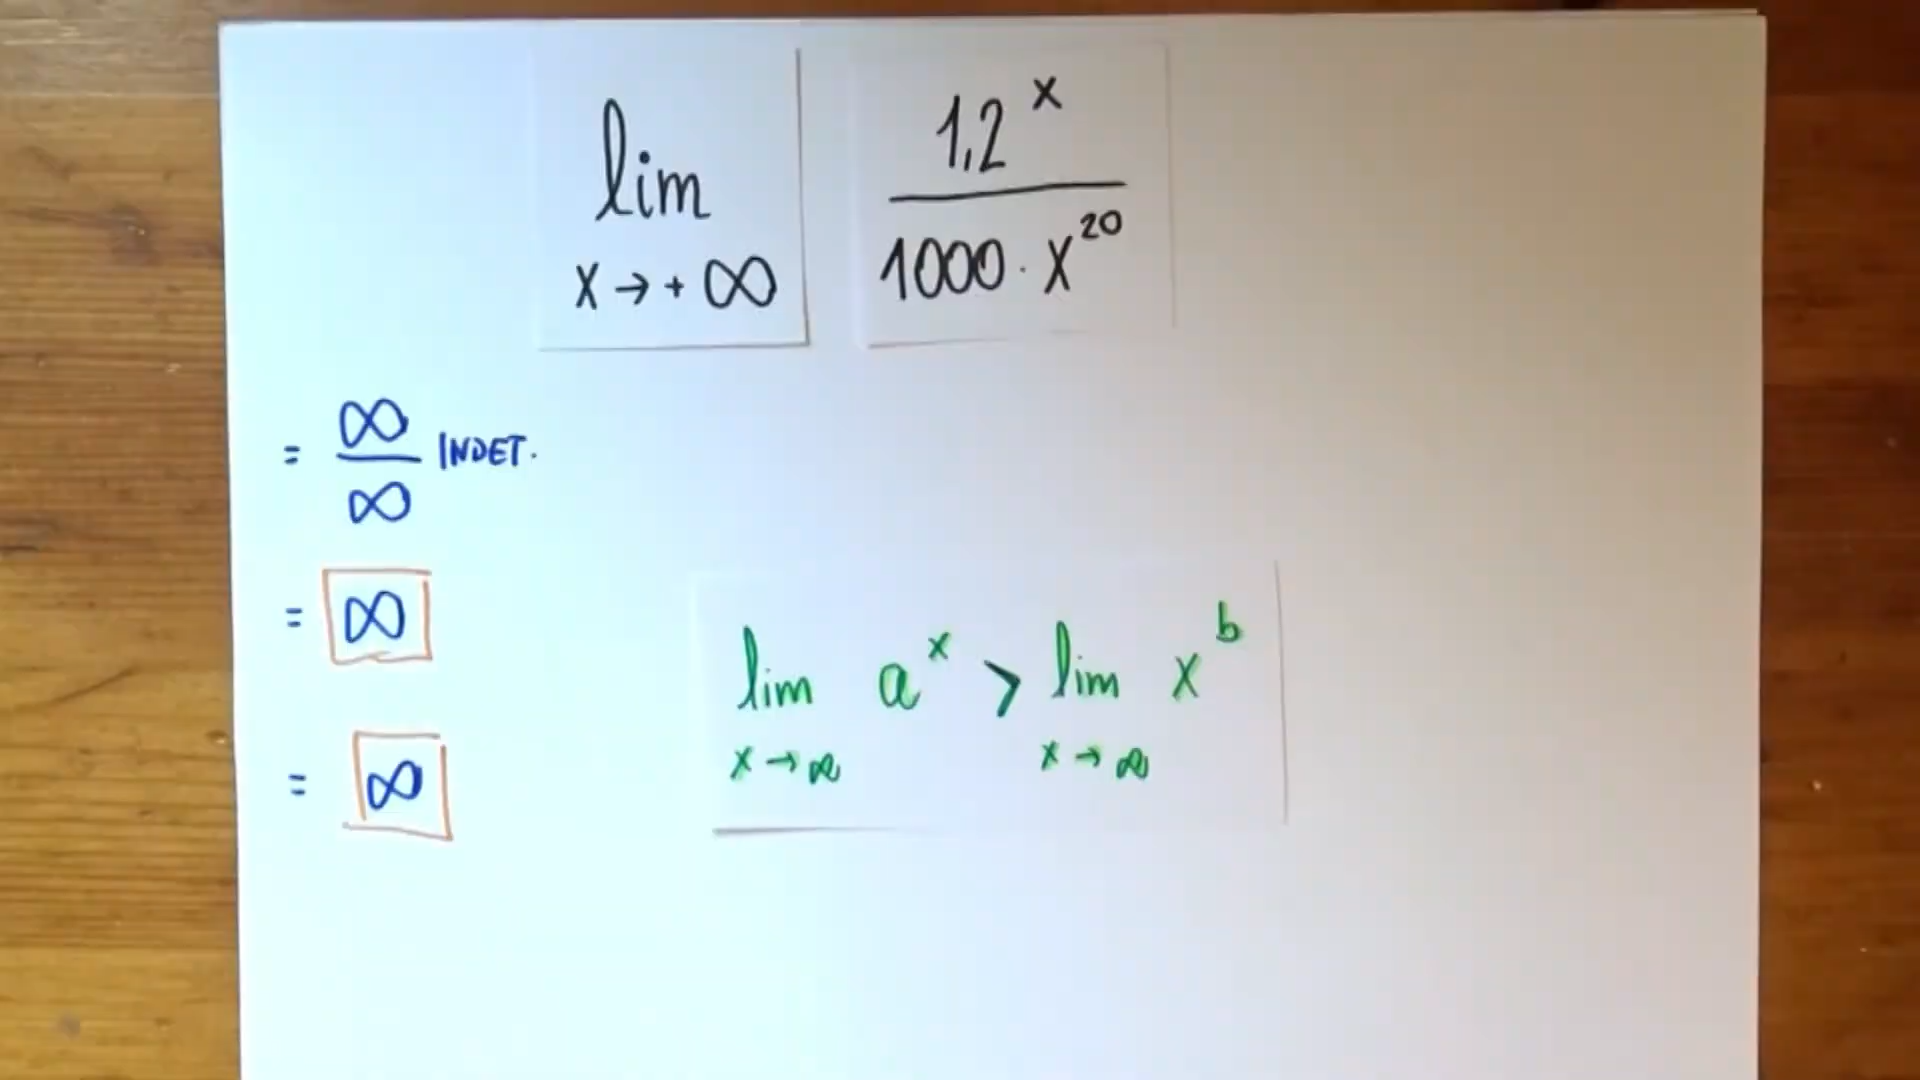 lim x → + ∞ 1,2^x / 1000 · x^20
= ∞ / ∞ INDET.
= ∞
lim x → ∞ a^x > lim x → ∞ x^b
= ∞